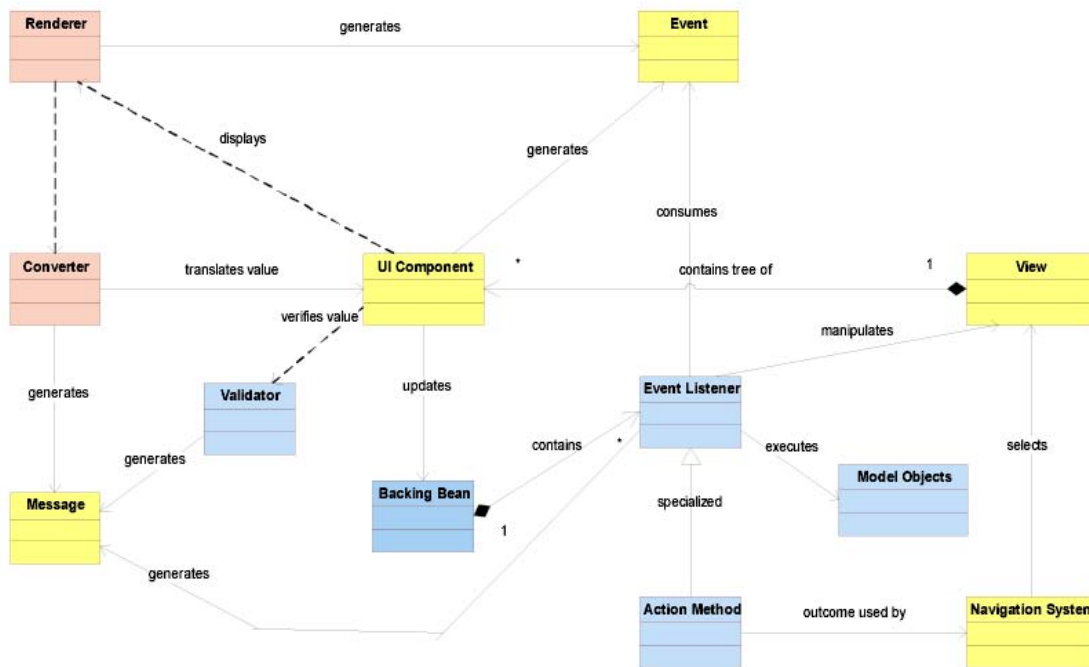 Renderer
generates
Event
displays
generates
consumes
Converter
translates value
UI Component
*
contains tree of
1
View
verifies value
manipulates
generates
Validator
updates
Event Listener
generates
contains
*
executes
selects
Message
Backing Bean
1
specialized
Model Objects
generates
Action Method
outcome used by
Navigation System